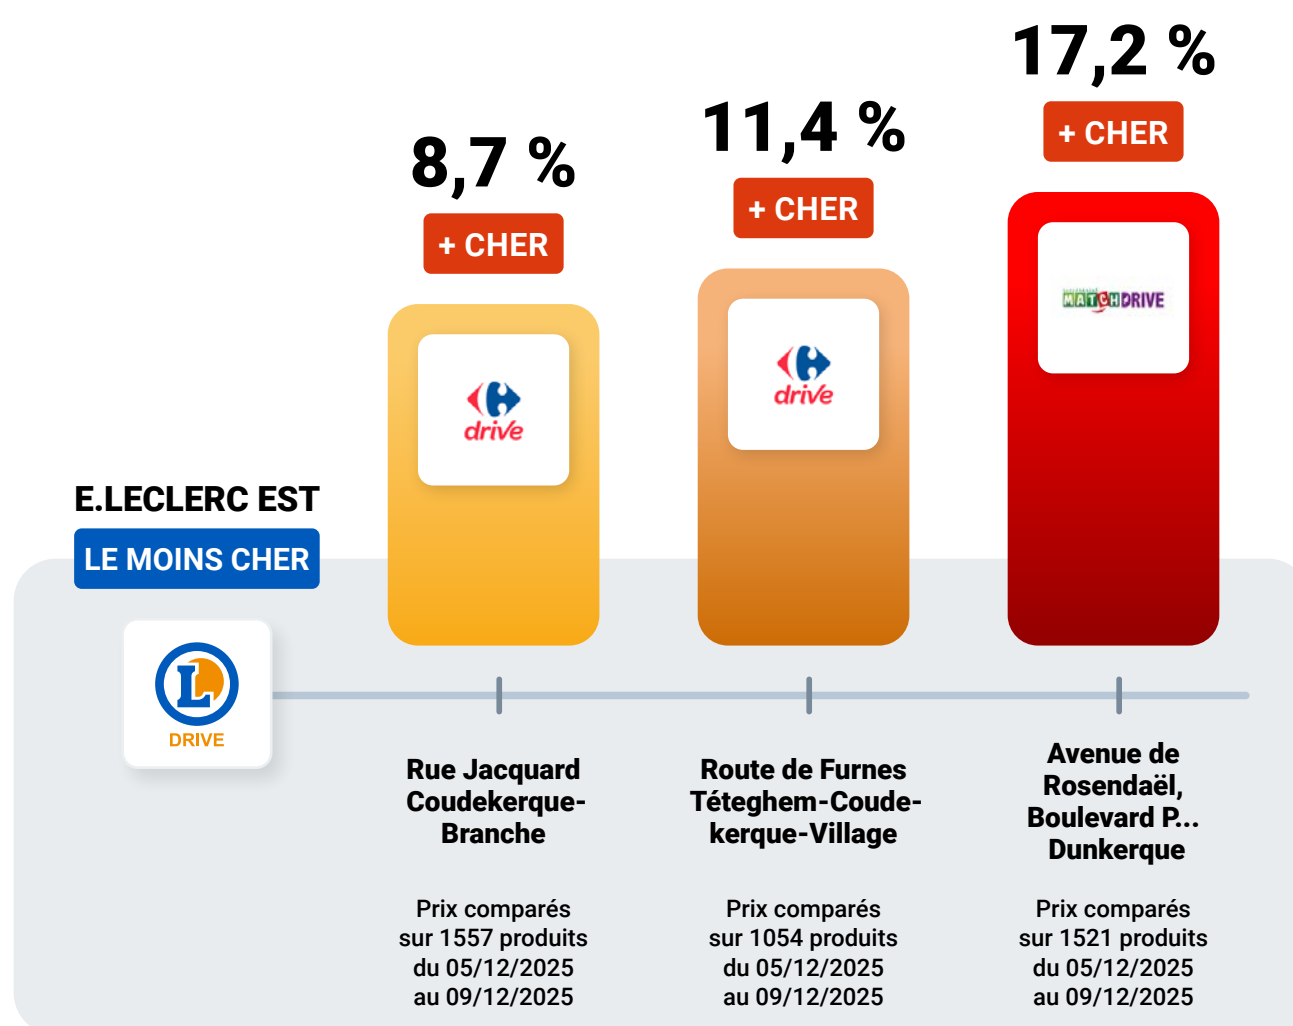 17,2 %
+ CHER
11,4 %
+ CHER
8,7 %
+ CHER
MATCH DRIVE
drive
drive
E.LECLERC EST
LE MOINS CHER
L
DRIVE
Rue Jacquard
Coudekerque-
Branche
Prix comparés
sur 1557 produits
du 05/12/2025
au 09/12/2025
Route de Furnes
Téteghem-Coude-
kerque-Village
Prix comparés
sur 1054 produits
du 05/12/2025
au 09/12/2025
Avenue de
Rosendaël,
Boulevard P...
Dunkerque
Prix comparés
sur 1521 produits
du 05/12/2025
au 09/12/2025